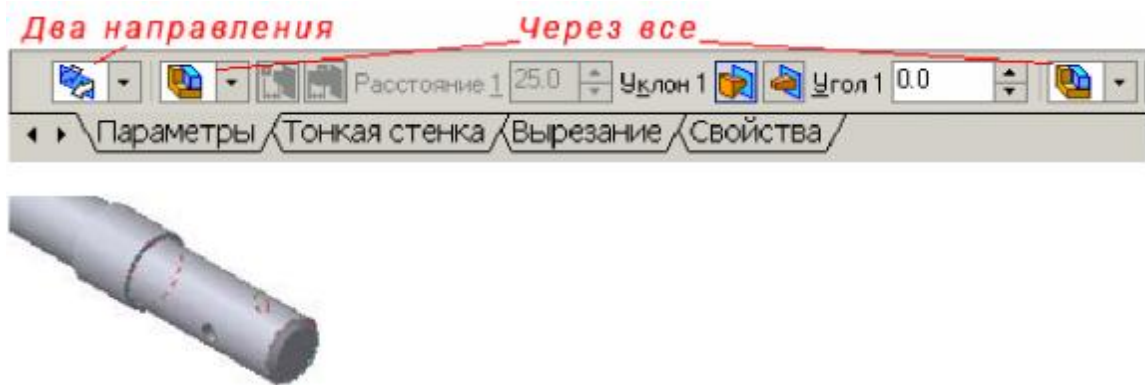 Два направления Через все
Расстояние 1 25.0 Уклон 1 Угол 1 0.0
Параметры Тонкая стенка Вырезание Свойства